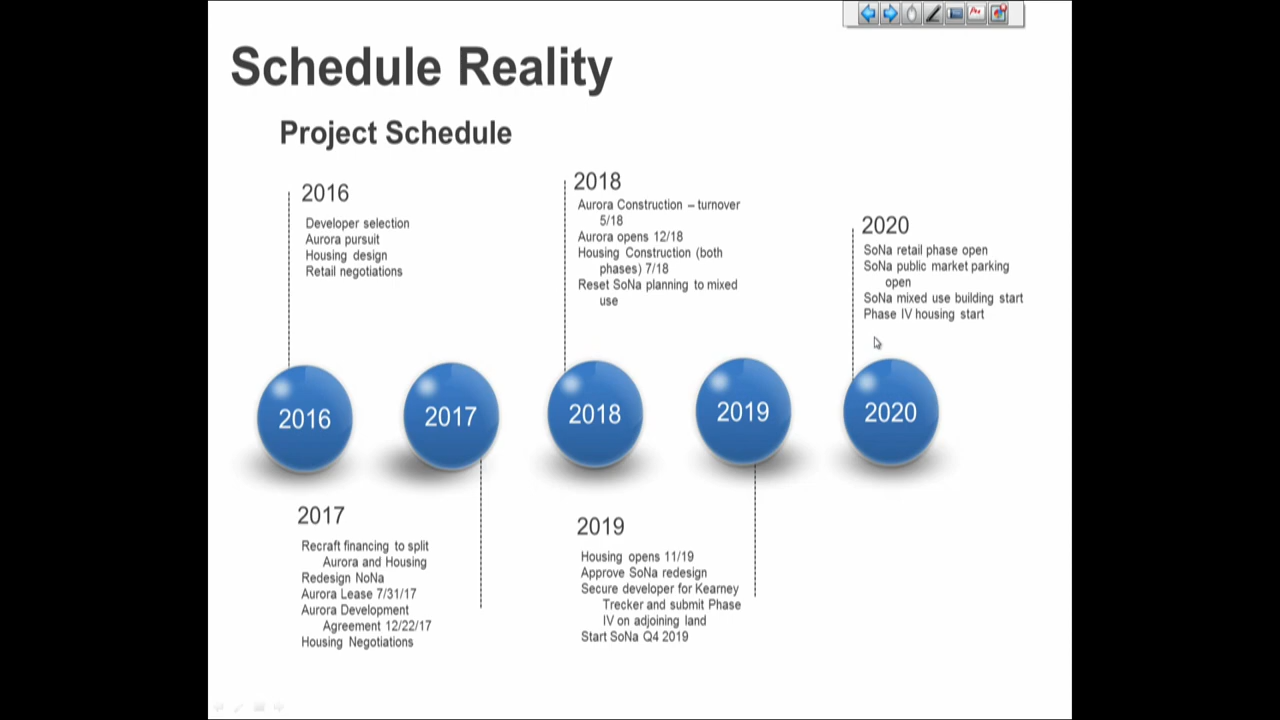 Schedule Reality
Project Schedule
2016
Developer selection
Aurora pursuit
Housing design
Retail negotiations
2018
Aurora Construction – turnover
5/18
Aurora opens 12/18
Housing Construction (both
phases) 7/18
Reset SoNa planning to mixed
use
2020
SoNa retail phase open
SoNa public market parking
open
SoNa mixed use building start
Phase IV housing start
2016
2017
2018
2019
2020
2017
Recraft financing to split
Aurora and Housing
Redesign NoNa
Aurora Lease 7/31/17
Aurora Development
Agreement 12/22/17
Housing Negotiations
2019
Housing opens 11/19
Approve SoNa redesign
Secure developer for Kearney
Trecker and submit Phase
IV on adjoining land
Start SoNa Q4 2019